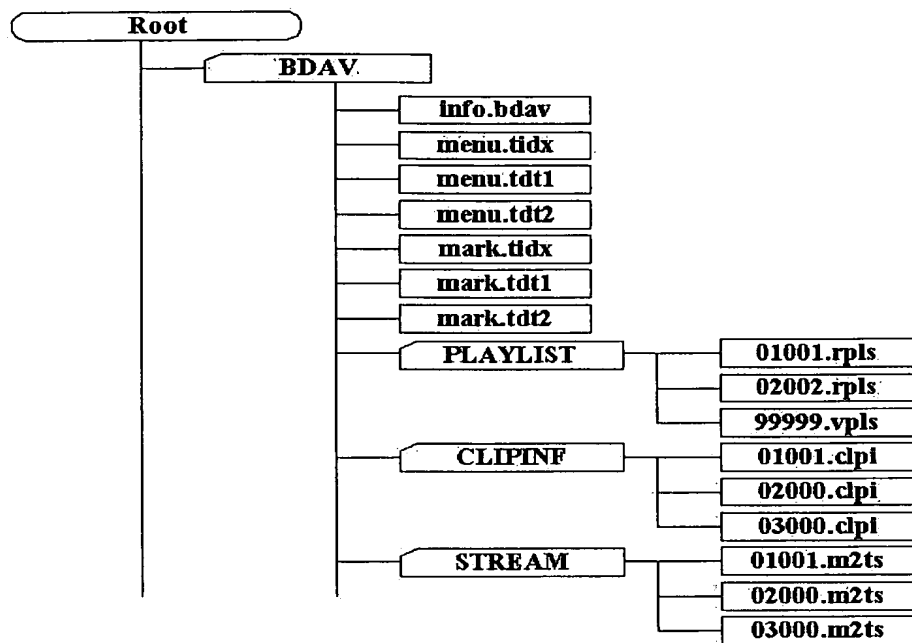 Root
BDAV
info.bdav
menu.tidx
menu.tdt1
menu.tdt2
mark.tidx
mark.tdt1
mark.tdt2
PLAYLIST
01001.rpls
02002.rpls
99999.vpls
CLIPINF
01001.clpi
02000.clpi
03000.clpi
STREAM
01001.m2ts
02000.m2ts
03000.m2ts